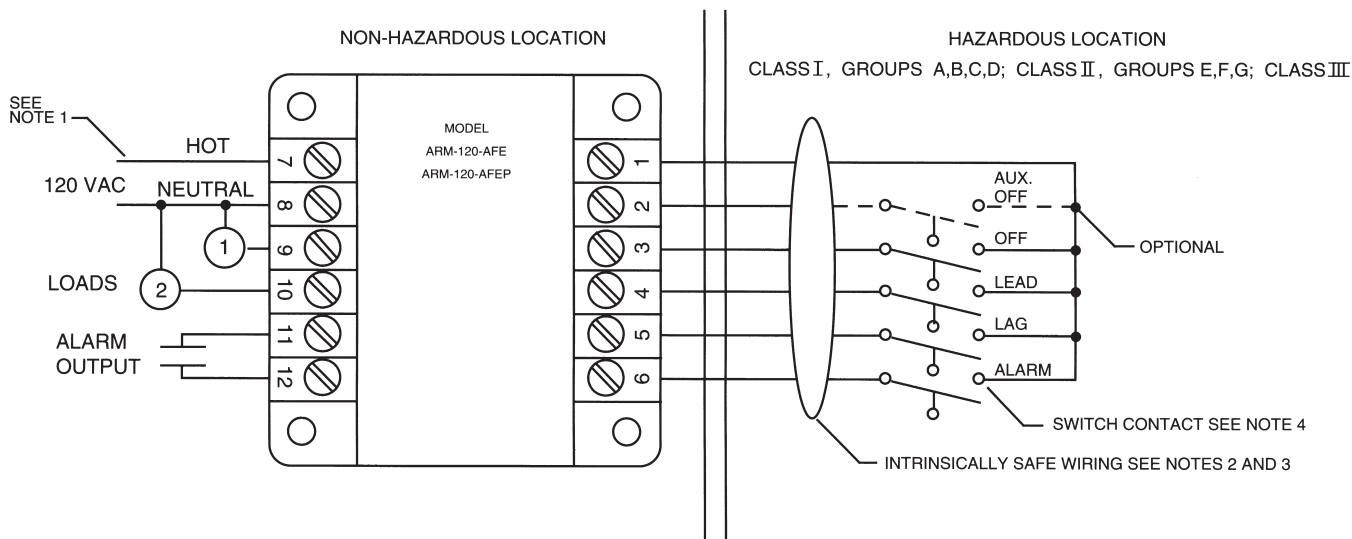 NON-HAZARDOUS LOCATION
HAZARDOUS LOCATION
CLASS I, GROUPS A,B,C,D; CLASS II, GROUPS E,F,G; CLASS III
SEE
NOTE 1
HOT
120 VAC
NEUTRAL
1
LOADS
2
ALARM
OUTPUT
7
8
9
10
11
12
MODEL
ARM-120-AFE
ARM-120-AFEP
1
2
3
4
5
6
AUX.
OFF
OFF
LEAD
LAG
ALARM
OPTIONAL
SWITCH CONTACT SEE NOTE 4
INTRINSICALLY SAFE WIRING SEE NOTES 2 AND 3